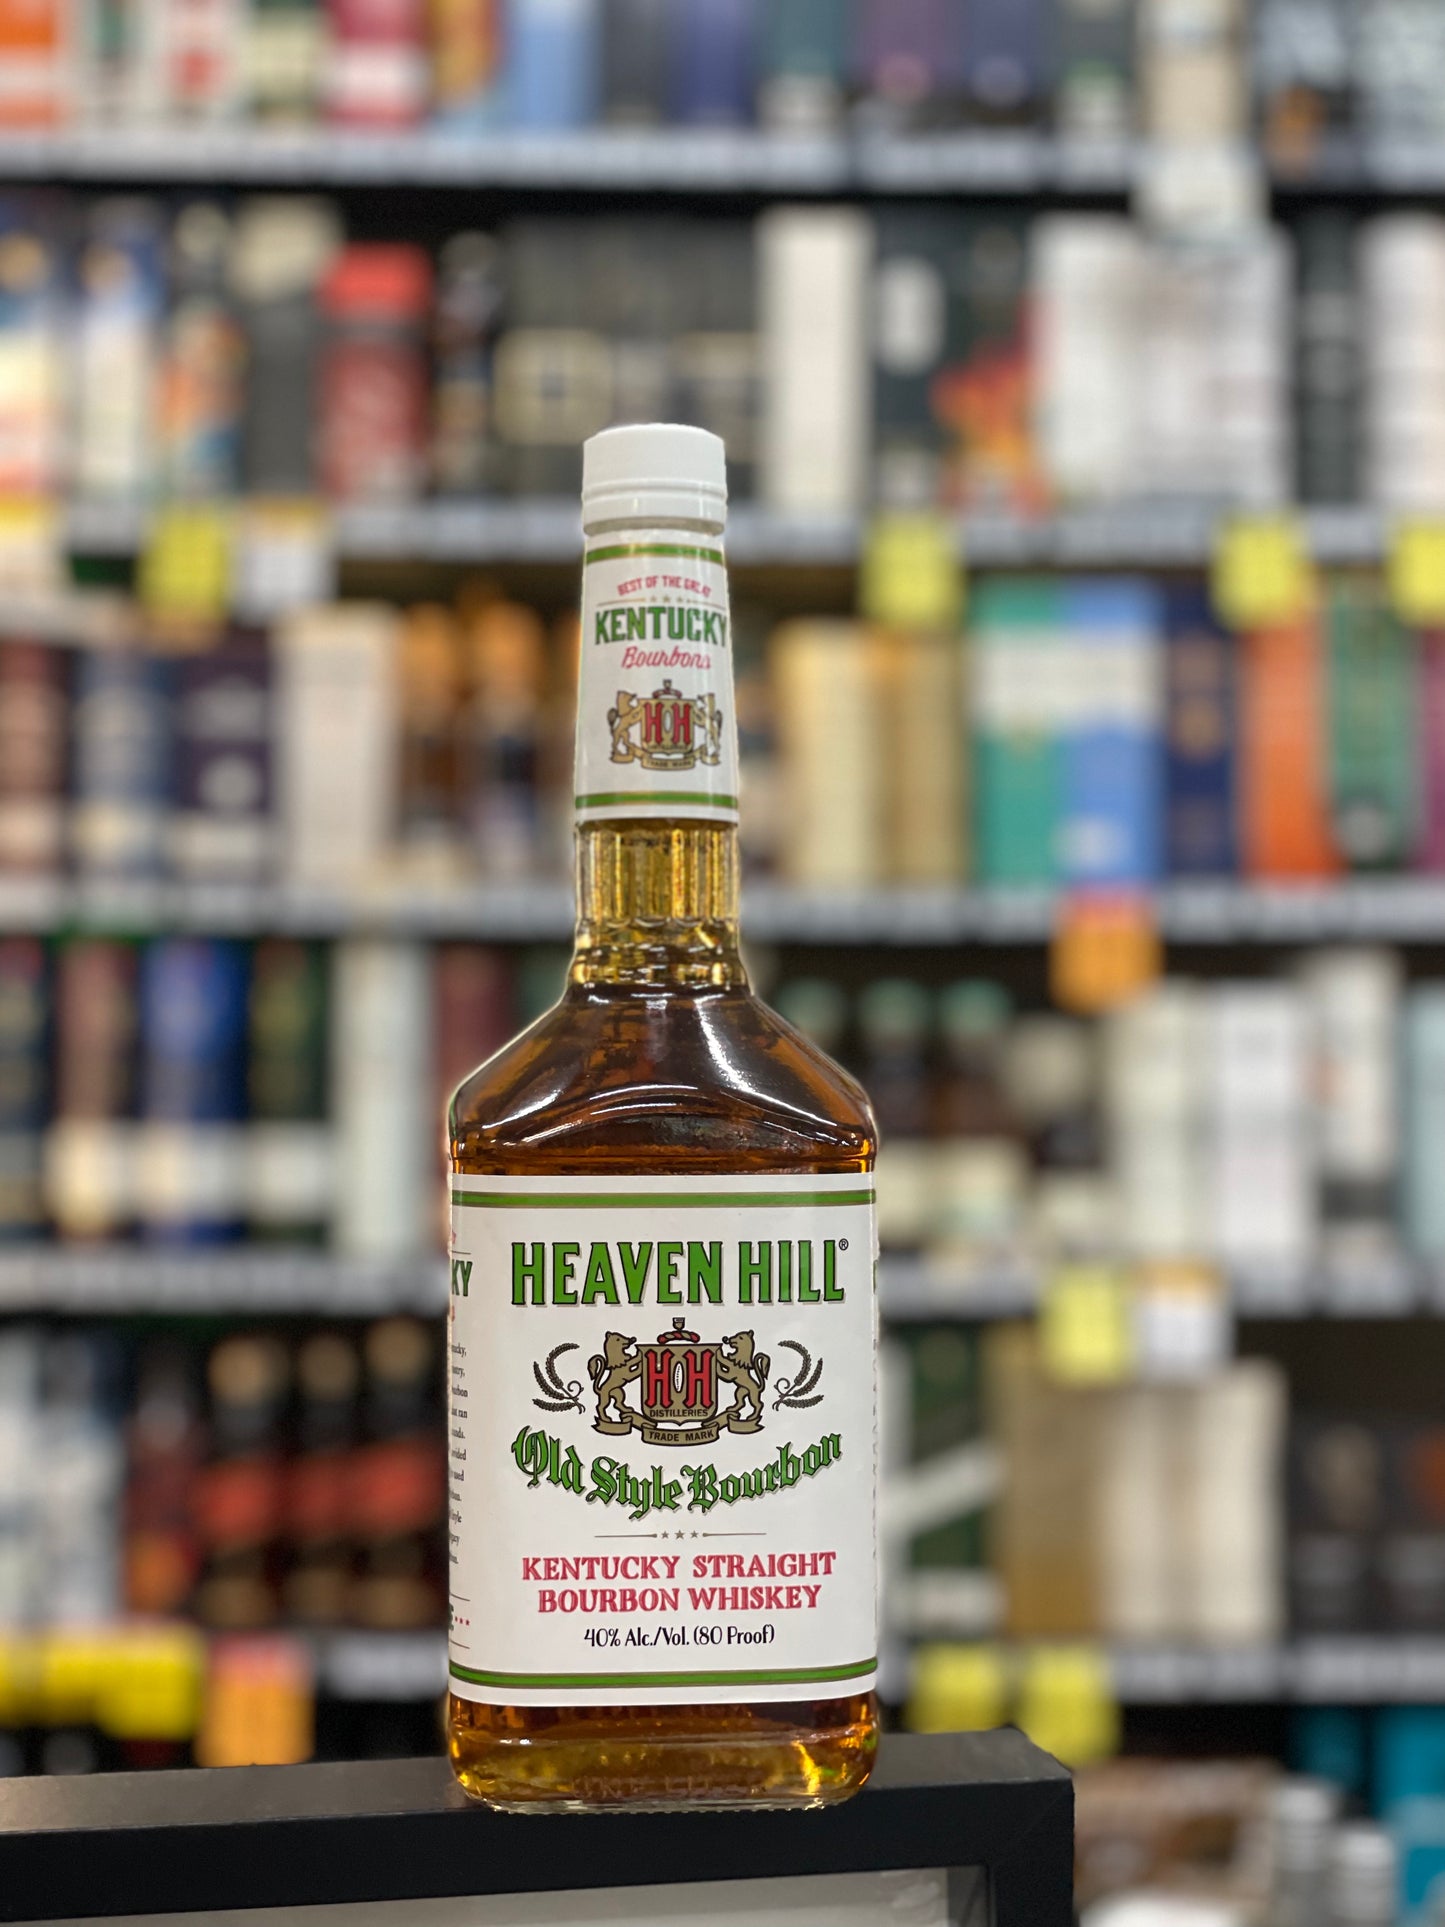 BEST OF THE GREAT
KENTUCKY
Bourbons
HH
TRADE MARK
HEAVEN HILL®
HH
DISTILLERIES
TRADE MARK
Old Style Bourbon
KENTUCKY STRAIGHT
BOURBON WHISKEY
40% Alc./Vol. (80 Proof)
KY